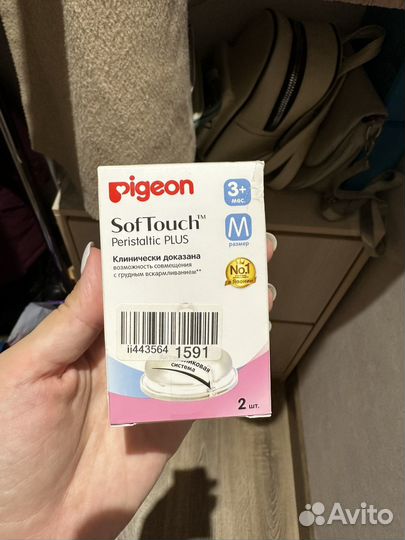 pigeon
3+
мес.
SofTouch™
Peristaltic PLUS
M
размер
Клинически доказана
возможность совмещения
с грудным вскармливанием**
No.1
в Японии*
ii443564 1591
система
2 шт.
Avito